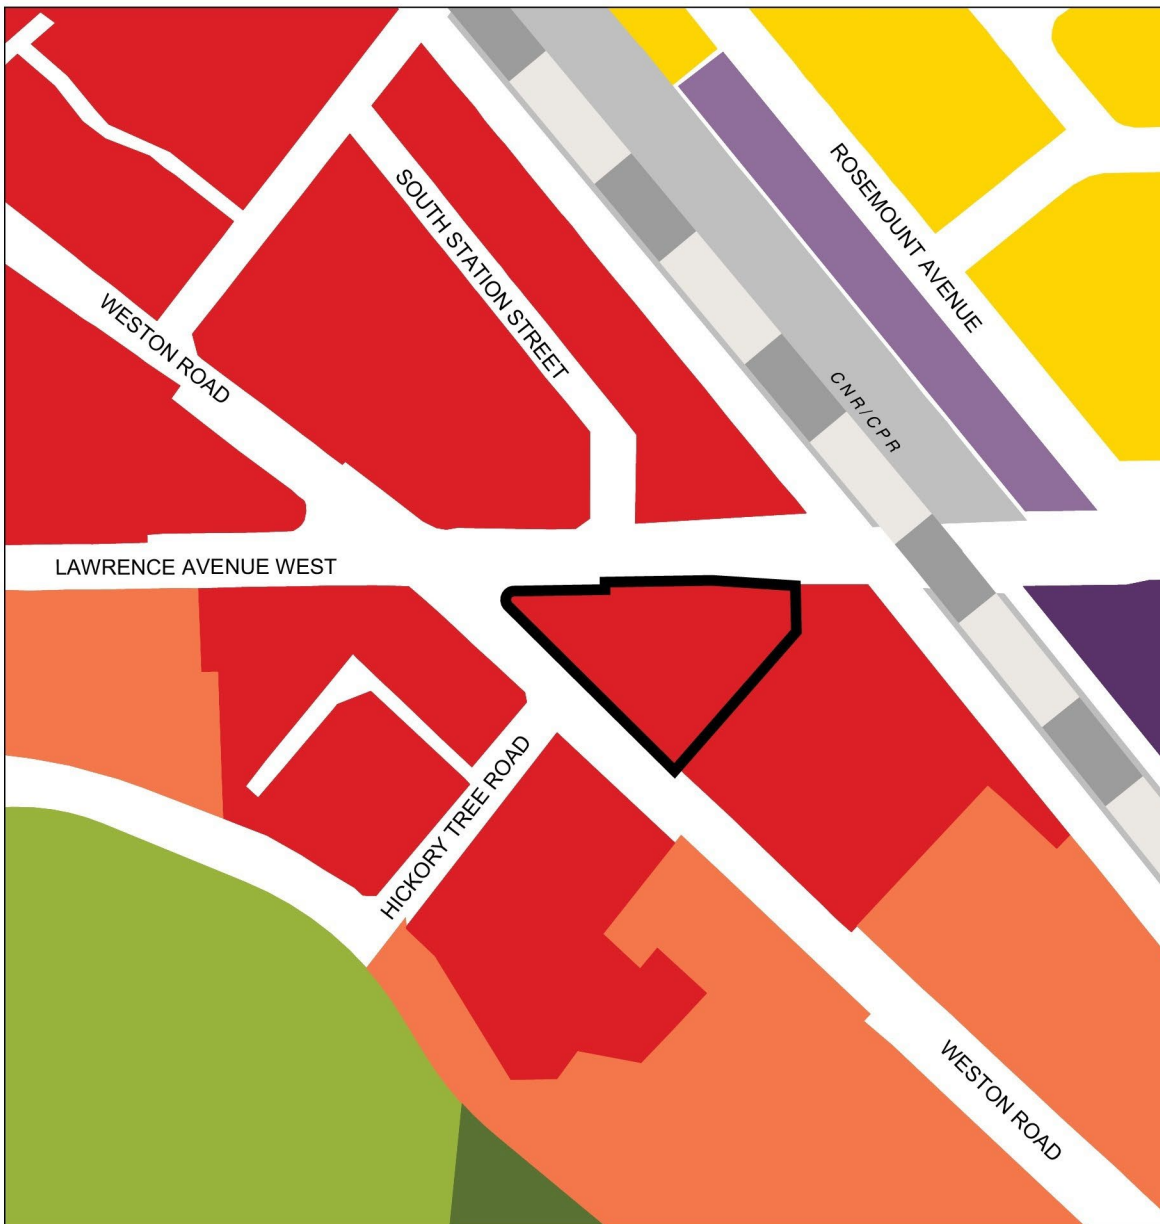 ROSEMOUNT AVENUE
SOUTH STATION STREET
WESTON ROAD
CNR/CPR
LAWRENCE AVENUE WEST
HICKORY TREE ROAD
WESTON ROAD